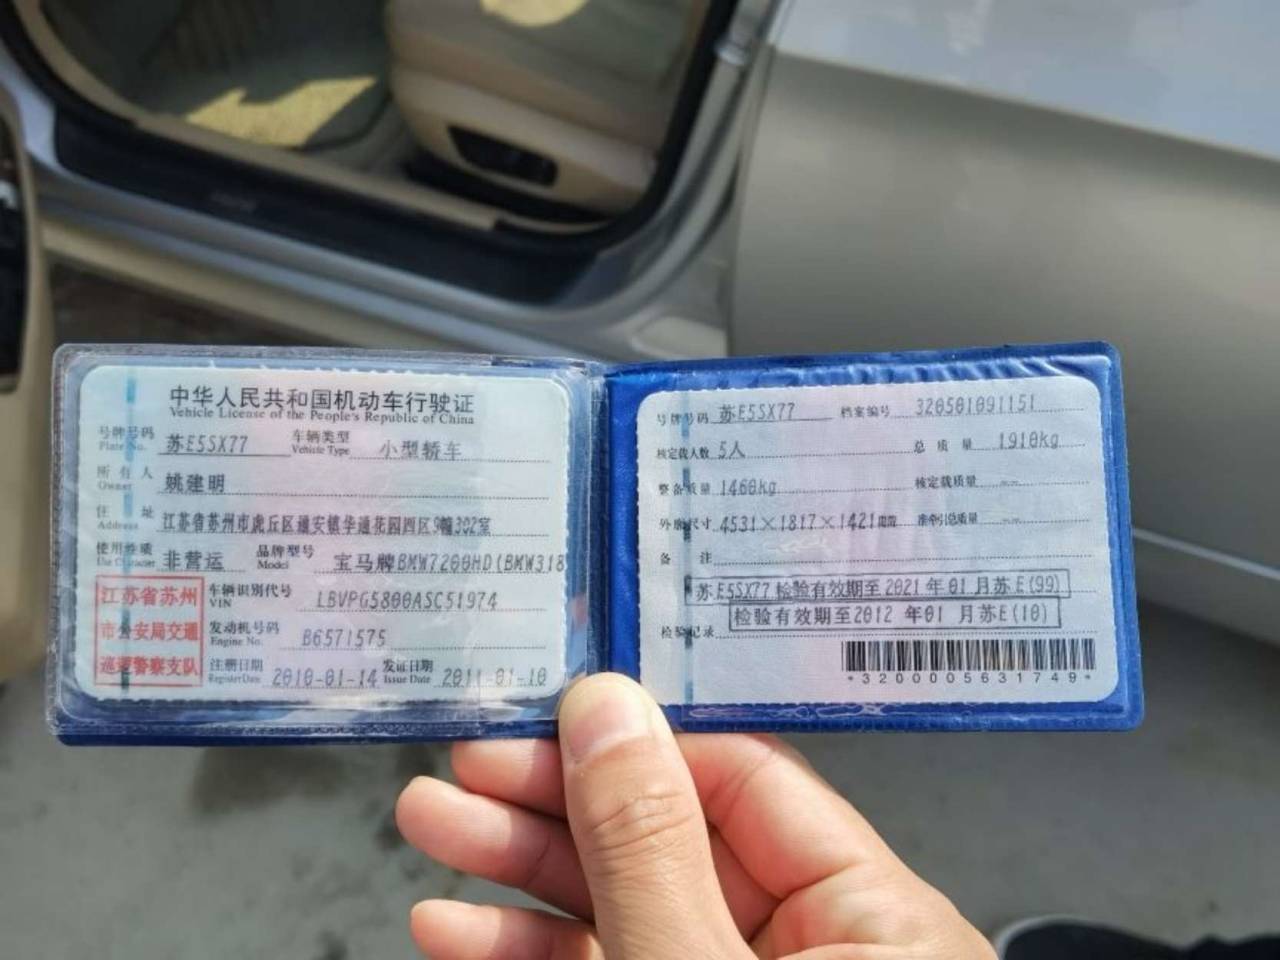 中华人民共和国机动车行驶证
Vehicle License of the People's Republic of China
号牌号码 Plate No. 苏E5SX77 车辆类型 Vehicle Type 小型轿车
所有人 Owner 姚建明
住址 Address 江苏省苏州市虎丘区通安镇华通花园四区9幢302室
使用性质 Use Character 非营运 品牌型号 Model 宝马牌BMW7200HD(BMW318
江苏省苏州
市公安局交通
巡逻警察支队
车辆识别代号 VIN LBVPG5800ASC51974
发动机号码 Engine No. B6571575
注册日期 Register Date 2010-01-14 发证日期 Issue Date 2011-01-10
号牌号码 苏E5SX77 档案编号 320501091151
核定载人数 5人 总质量 1910kg
整备质量 1460kg 核定载质量 --
外廓尺寸 4531×1817×1421mm 准牵引总质量 --
备注
苏E5SX77 检验有效期至 2021 年 01 月苏E(99)
检验有效期至2012 年01 月苏E(10)
检验记录
*3200005631749*